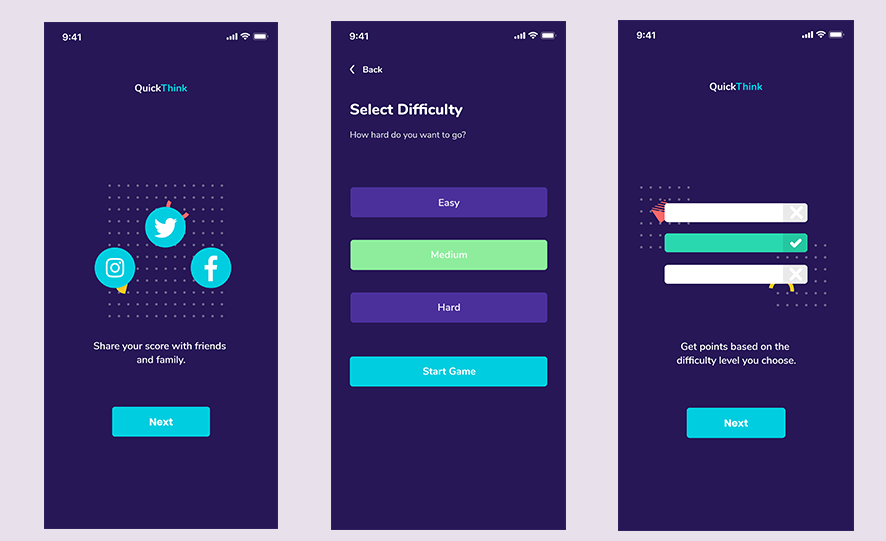 9:41
QuickThink
Share your score with friends
and family.
Next
9:41
Back
Select Difficulty
How hard do you want to go?
Easy
Medium
Hard
Start Game
9:41
QuickThink
Get points based on the
difficulty level you choose.
Next